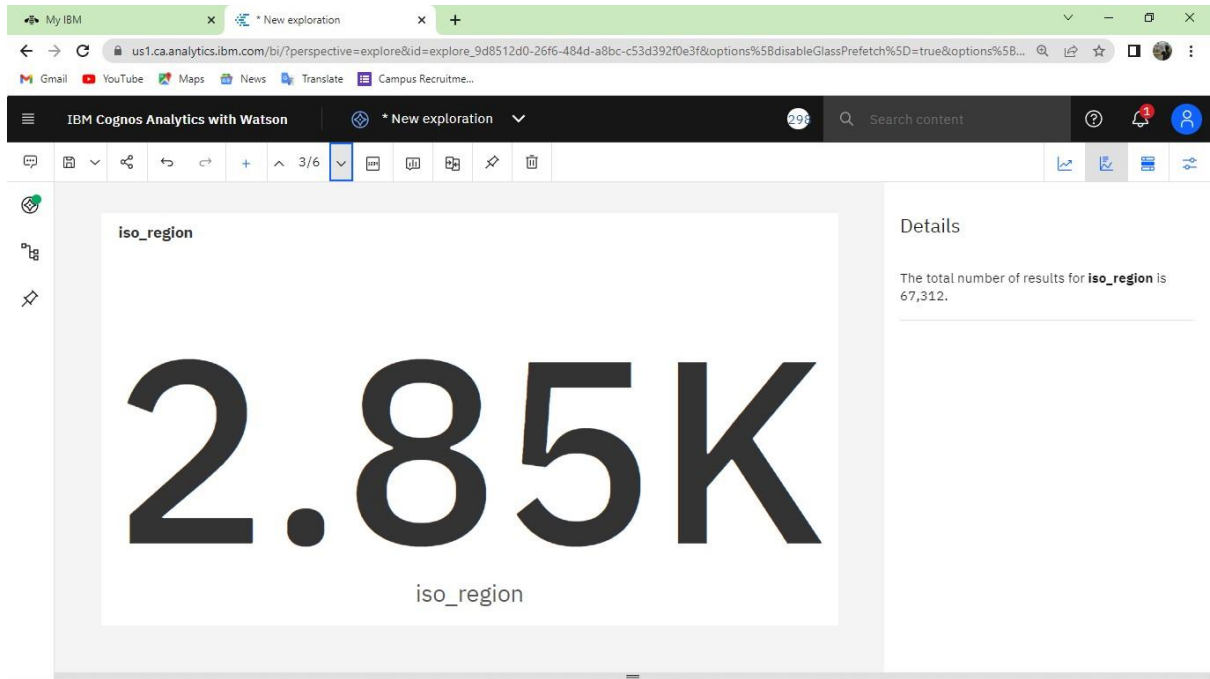 My IBM
* New exploration
us1.ca.analytics.ibm.com/bi/?perspective=explore&id=explore_9d8512d0-26f6-484d-a8bc-c53d392f0e3f&options%5BdisableGlassPrefetch%5D=true&options%5B...
Gmail YouTube Maps News Translate Campus Recruitme...
IBM Cognos Analytics with Watson * New exploration 298 Search content 1
3/6
iso_region
2.85K
iso_region
Details
The total number of results for iso_region is
67,312.